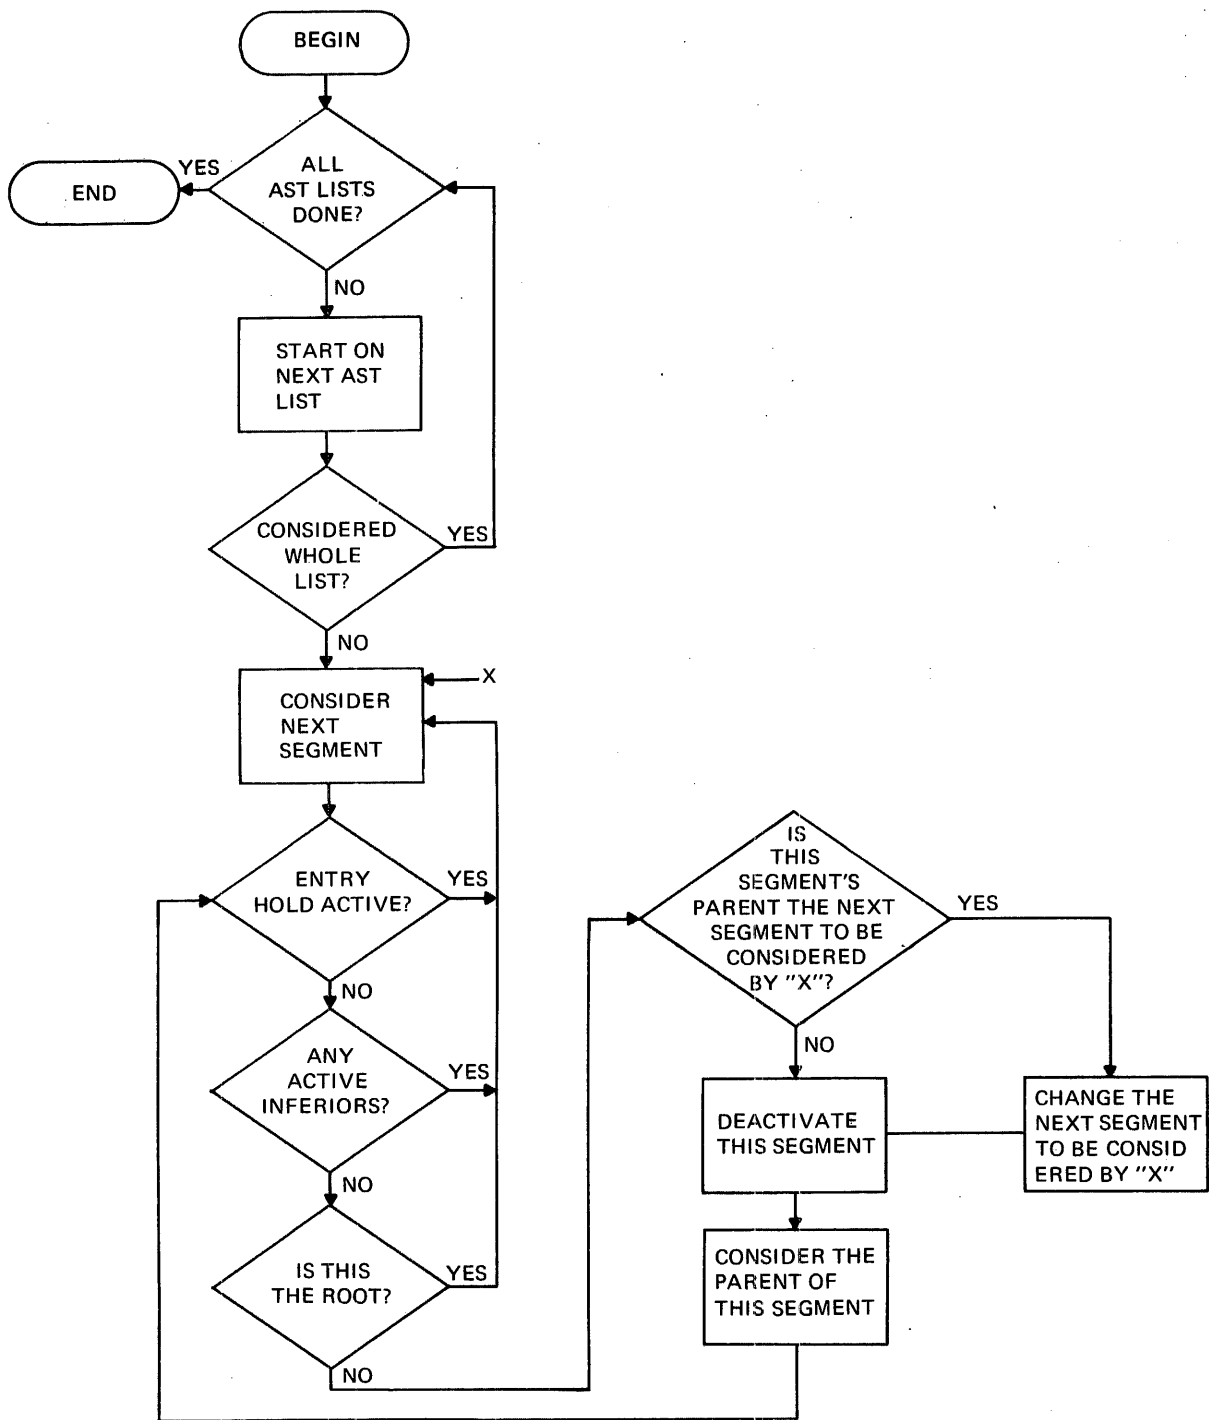 BEGIN
ALL
AST LISTS
DONE?
YES
END
NO
START ON
NEXT AST
LIST
CONSIDERED
WHOLE
LIST?
YES
NO
X
CONSIDER
NEXT
SEGMENT
ENTRY
HOLD ACTIVE?
YES
NO
ANY
ACTIVE
INFERIORS?
YES
NO
IS THIS
THE ROOT?
YES
NO
IS
THIS
SEGMENT'S
PARENT THE NEXT
SEGMENT TO BE
CONSIDERED
BY "X"?
YES
NO
DEACTIVATE
THIS SEGMENT
CHANGE THE
NEXT SEGMENT
TO BE CONSID
ERED BY "X"
CONSIDER THE
PARENT OF
THIS SEGMENT